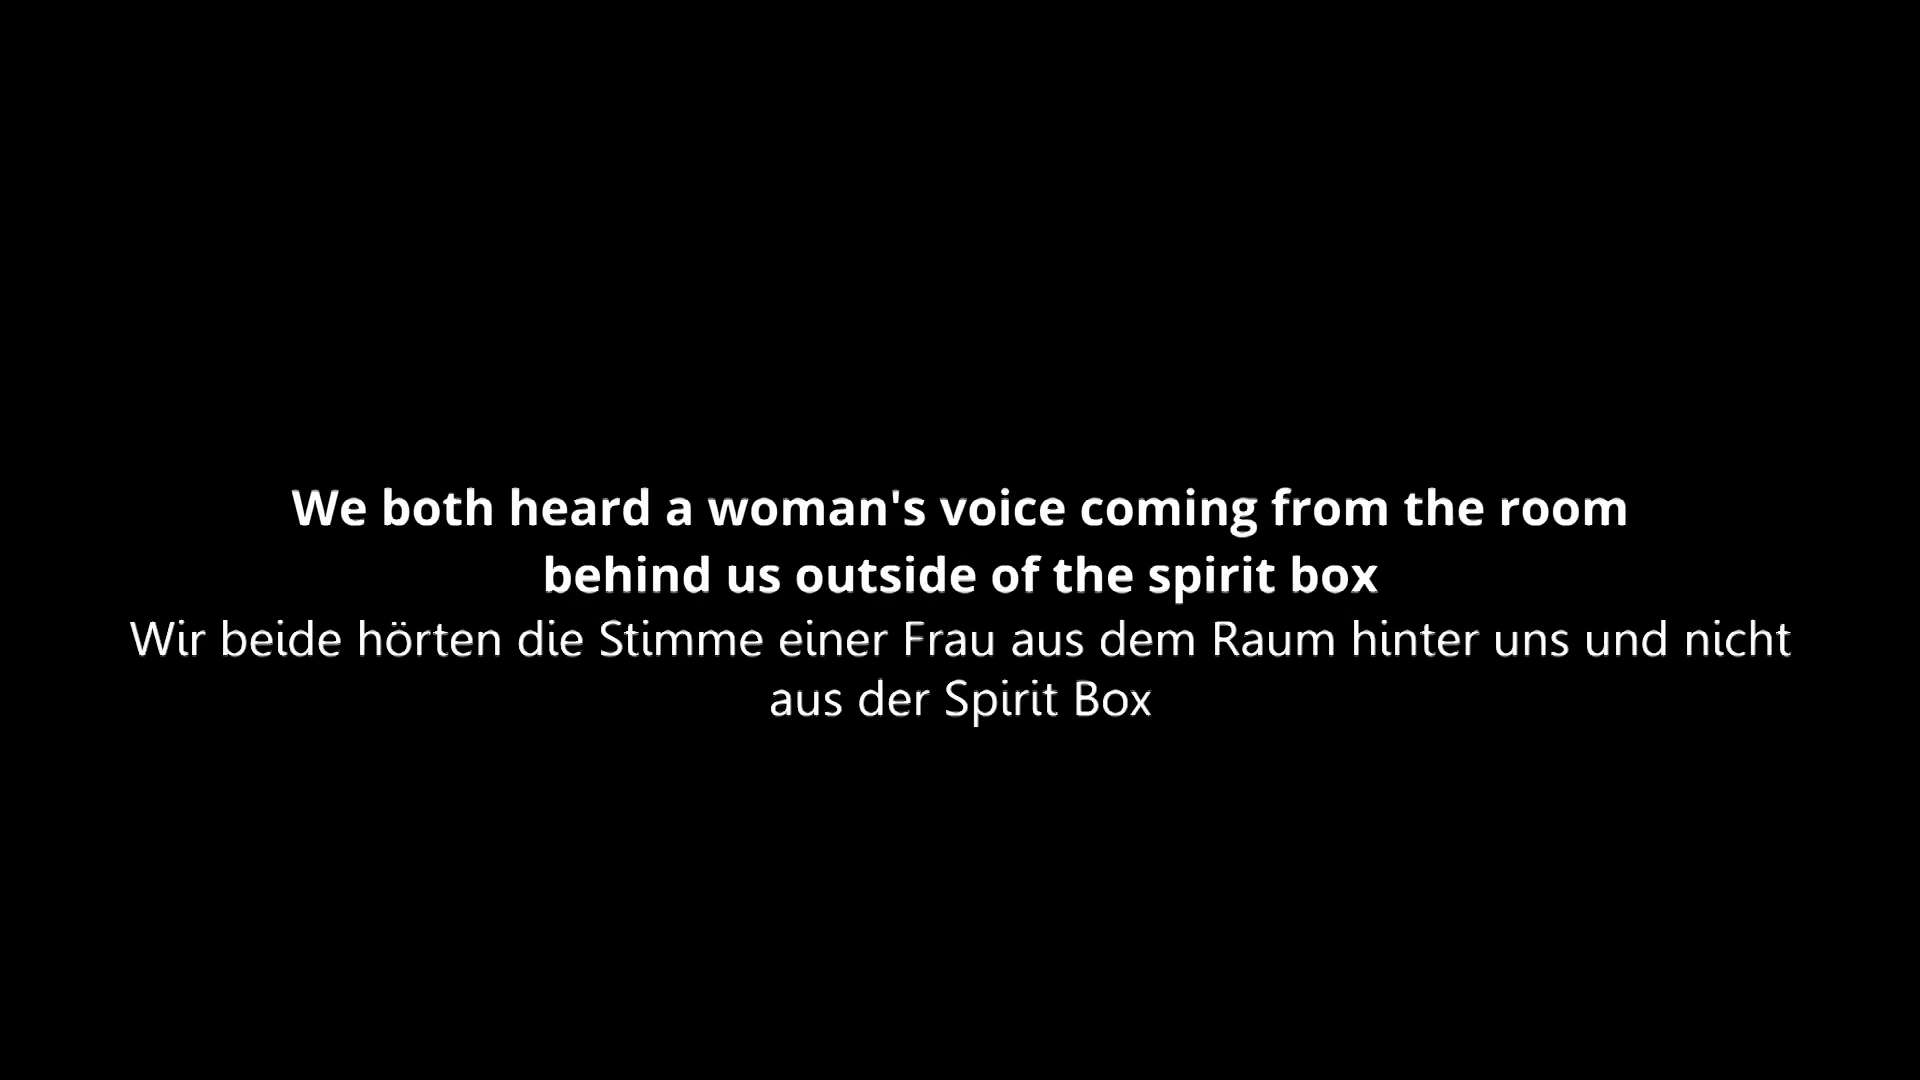 We both heard a woman's voice coming from the room
behind us outside of the spirit box
Wir beide hörten die Stimme einer Frau aus dem Raum hinter uns und nicht
aus der Spirit Box